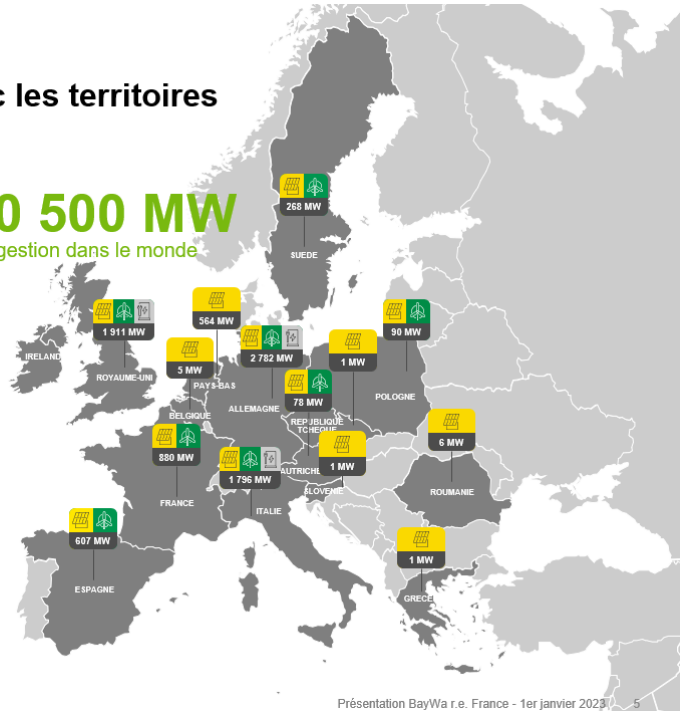 c les territoires
0 500 MW
gestion dans le monde
268 MW
SUEDE
1 911 MW
564 MW
90 MW
2 782 MW
1 MW
IRELAND
5 MW
ROYAUME-UNI
PAYS-BAS
78 MW
POLOGNE
ALLEMAGNE
BELGIQUE
REPUBLIQUE
TCHEQUE
6 MW
880 MW
1 MW
1 796 MW
AUTRICHE
SLOVENIE
ROUMANIE
FRANCE
ITALIE
607 MW
1 MW
ESPAGNE
GRECE
Présentation BayWa r.e. France - 1er janvier 2023
5